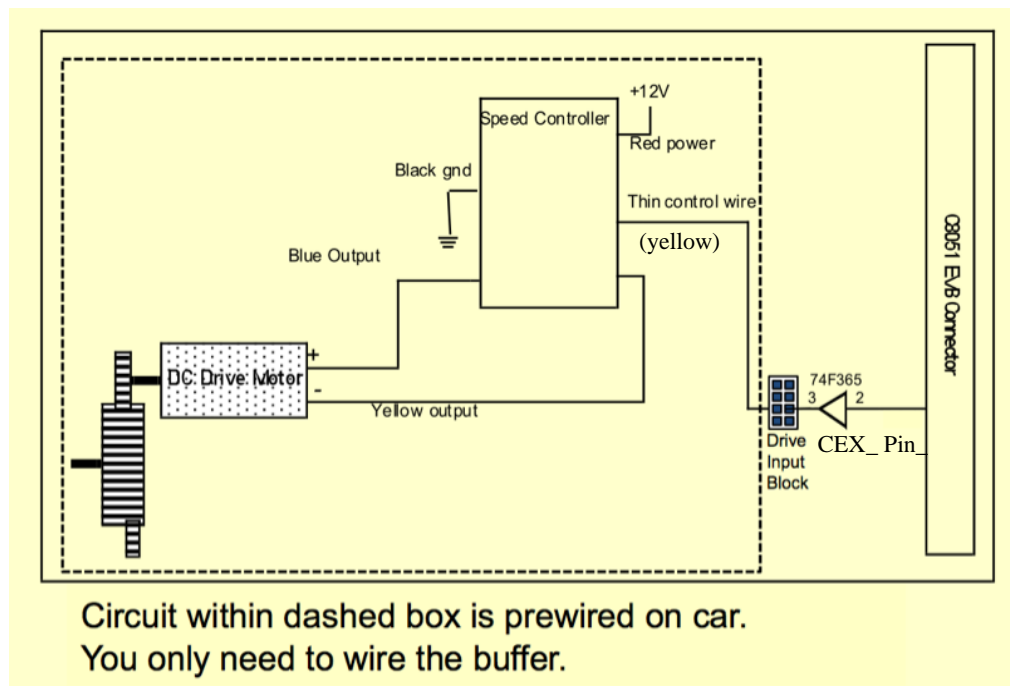 +12V
Speed Controller
Red power
Black gnd
Thin control wire
(yellow)
Blue Output
C8051 EVB Connector
+
DC Drive Motor
-
Yellow output
74F365
3
2
Drive
Input
Block
CEX_ Pin_
Circuit within dashed box is prewired on car.
You only need to wire the buffer.